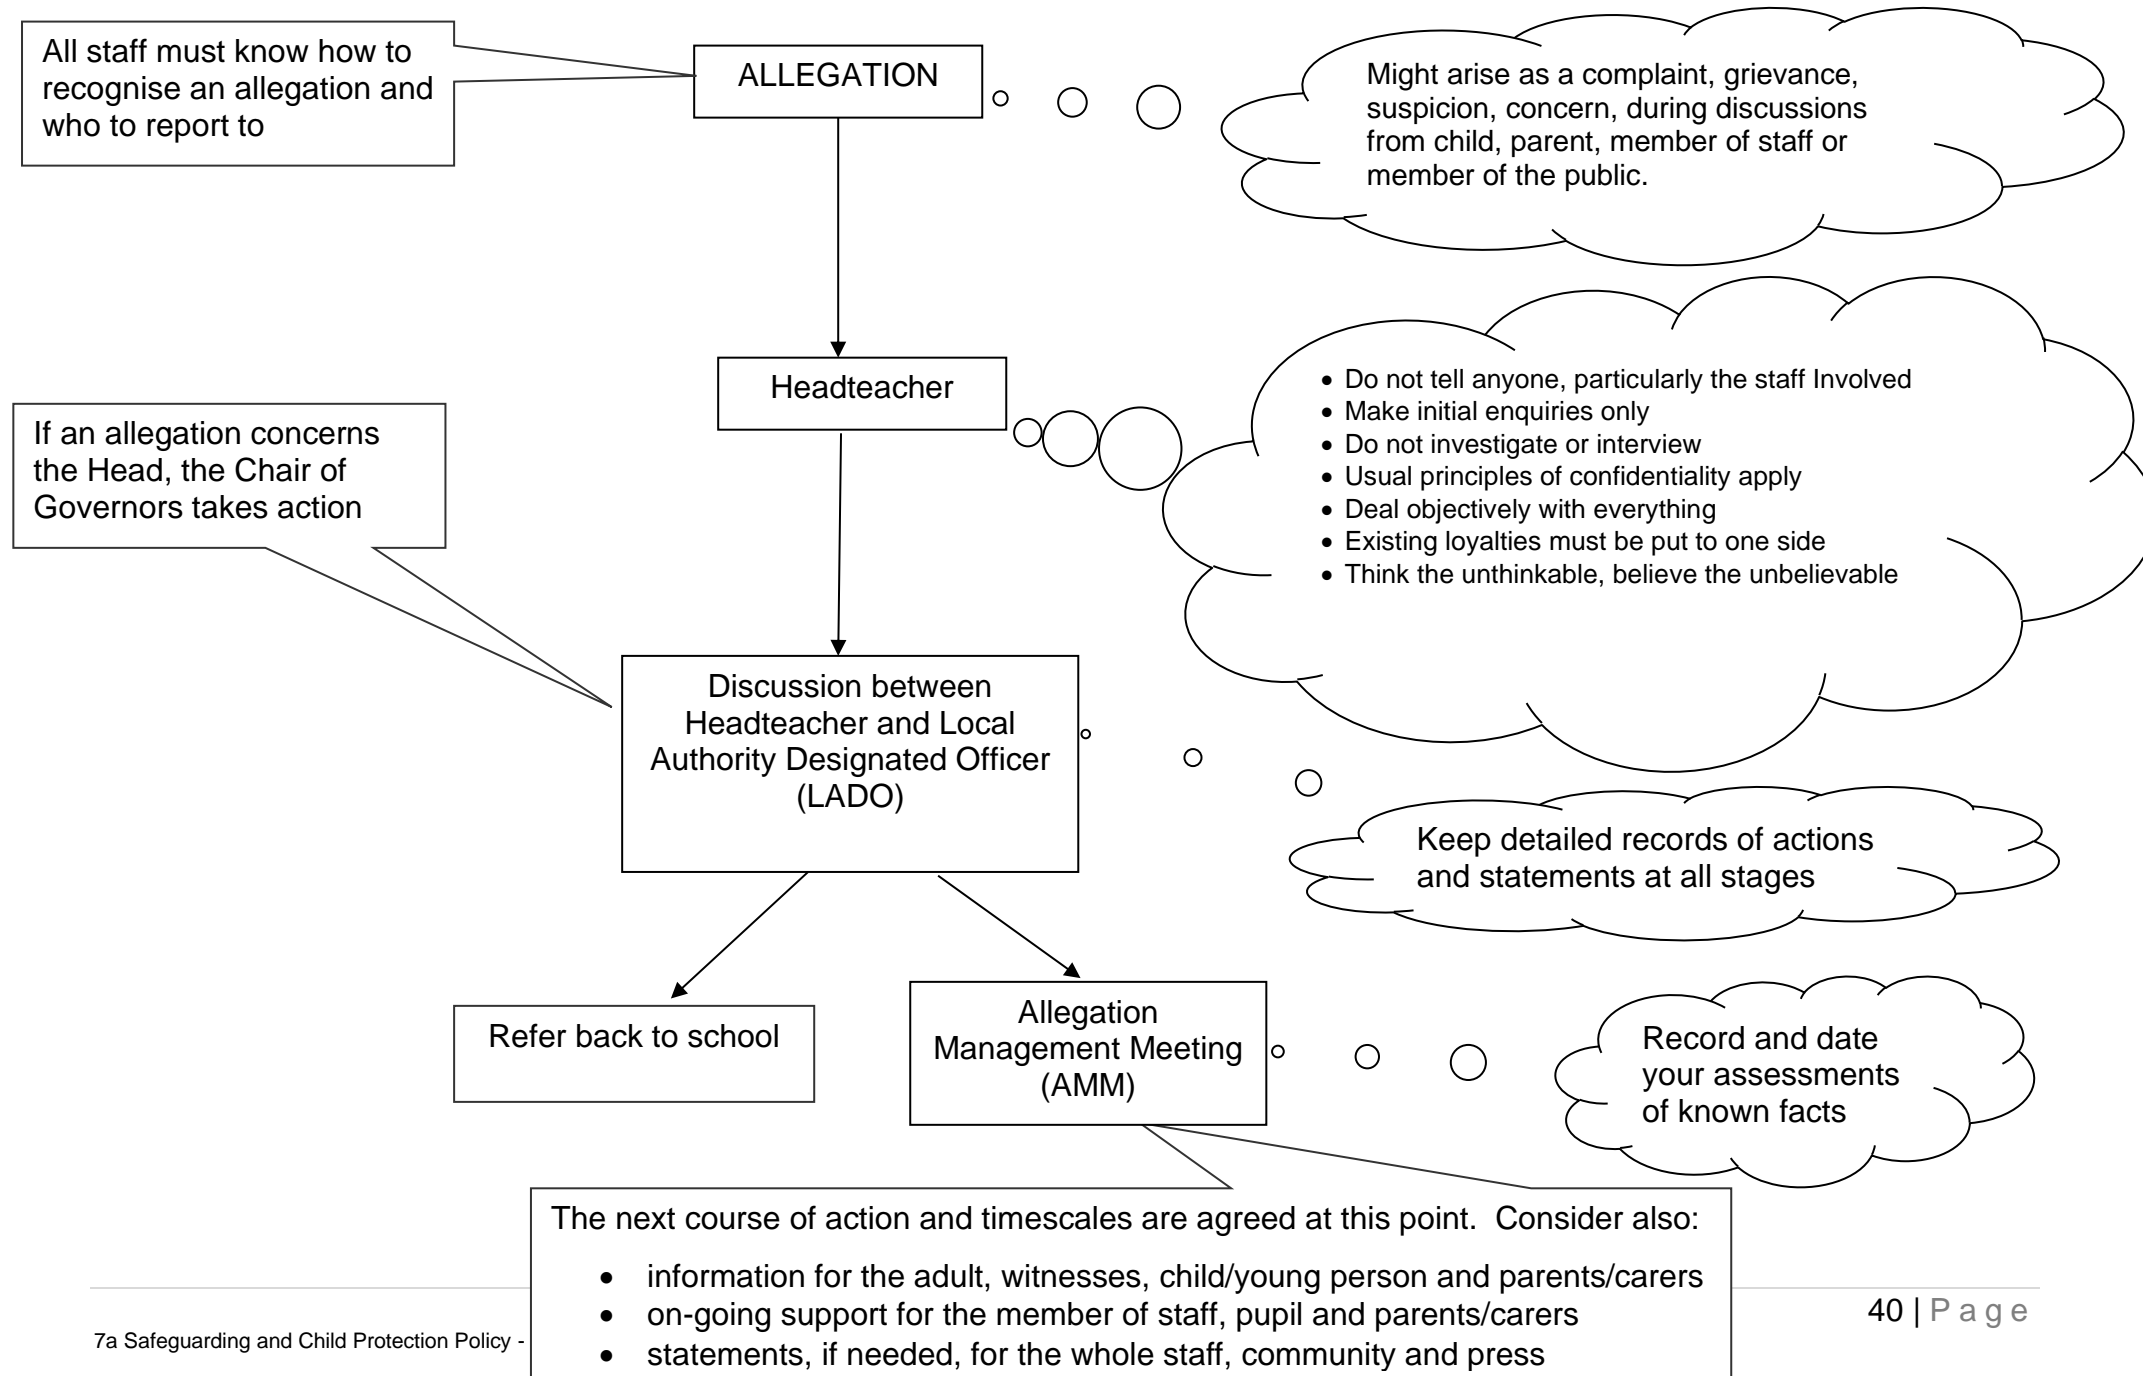 All staff must know how to
recognise an allegation and
who to report to
ALLEGATION
Might arise as a complaint, grievance,
suspicion, concern, during discussions
from child, parent, member of staff or
member of the public.
Headteacher
• Do not tell anyone, particularly the staff Involved
• Make initial enquiries only
• Do not investigate or interview
• Usual principles of confidentiality apply
• Deal objectively with everything
• Existing loyalties must be put to one side
• Think the unthinkable, believe the unbelievable
If an allegation concerns
the Head, the Chair of
Governors takes action
Discussion between
Headteacher and Local
Authority Designated Officer
(LADO)
Keep detailed records of actions
and statements at all stages
Refer back to school
Allegation
Management Meeting
(AMM)
Record and date
your assessments
of known facts
The next course of action and timescales are agreed at this point.  Consider also:
• information for the adult, witnesses, child/young person and parents/carers
• on-going support for the member of staff, pupil and parents/carers
• statements, if needed, for the whole staff, community and press
7a Safeguarding and Child Protection Policy -
40 | Page